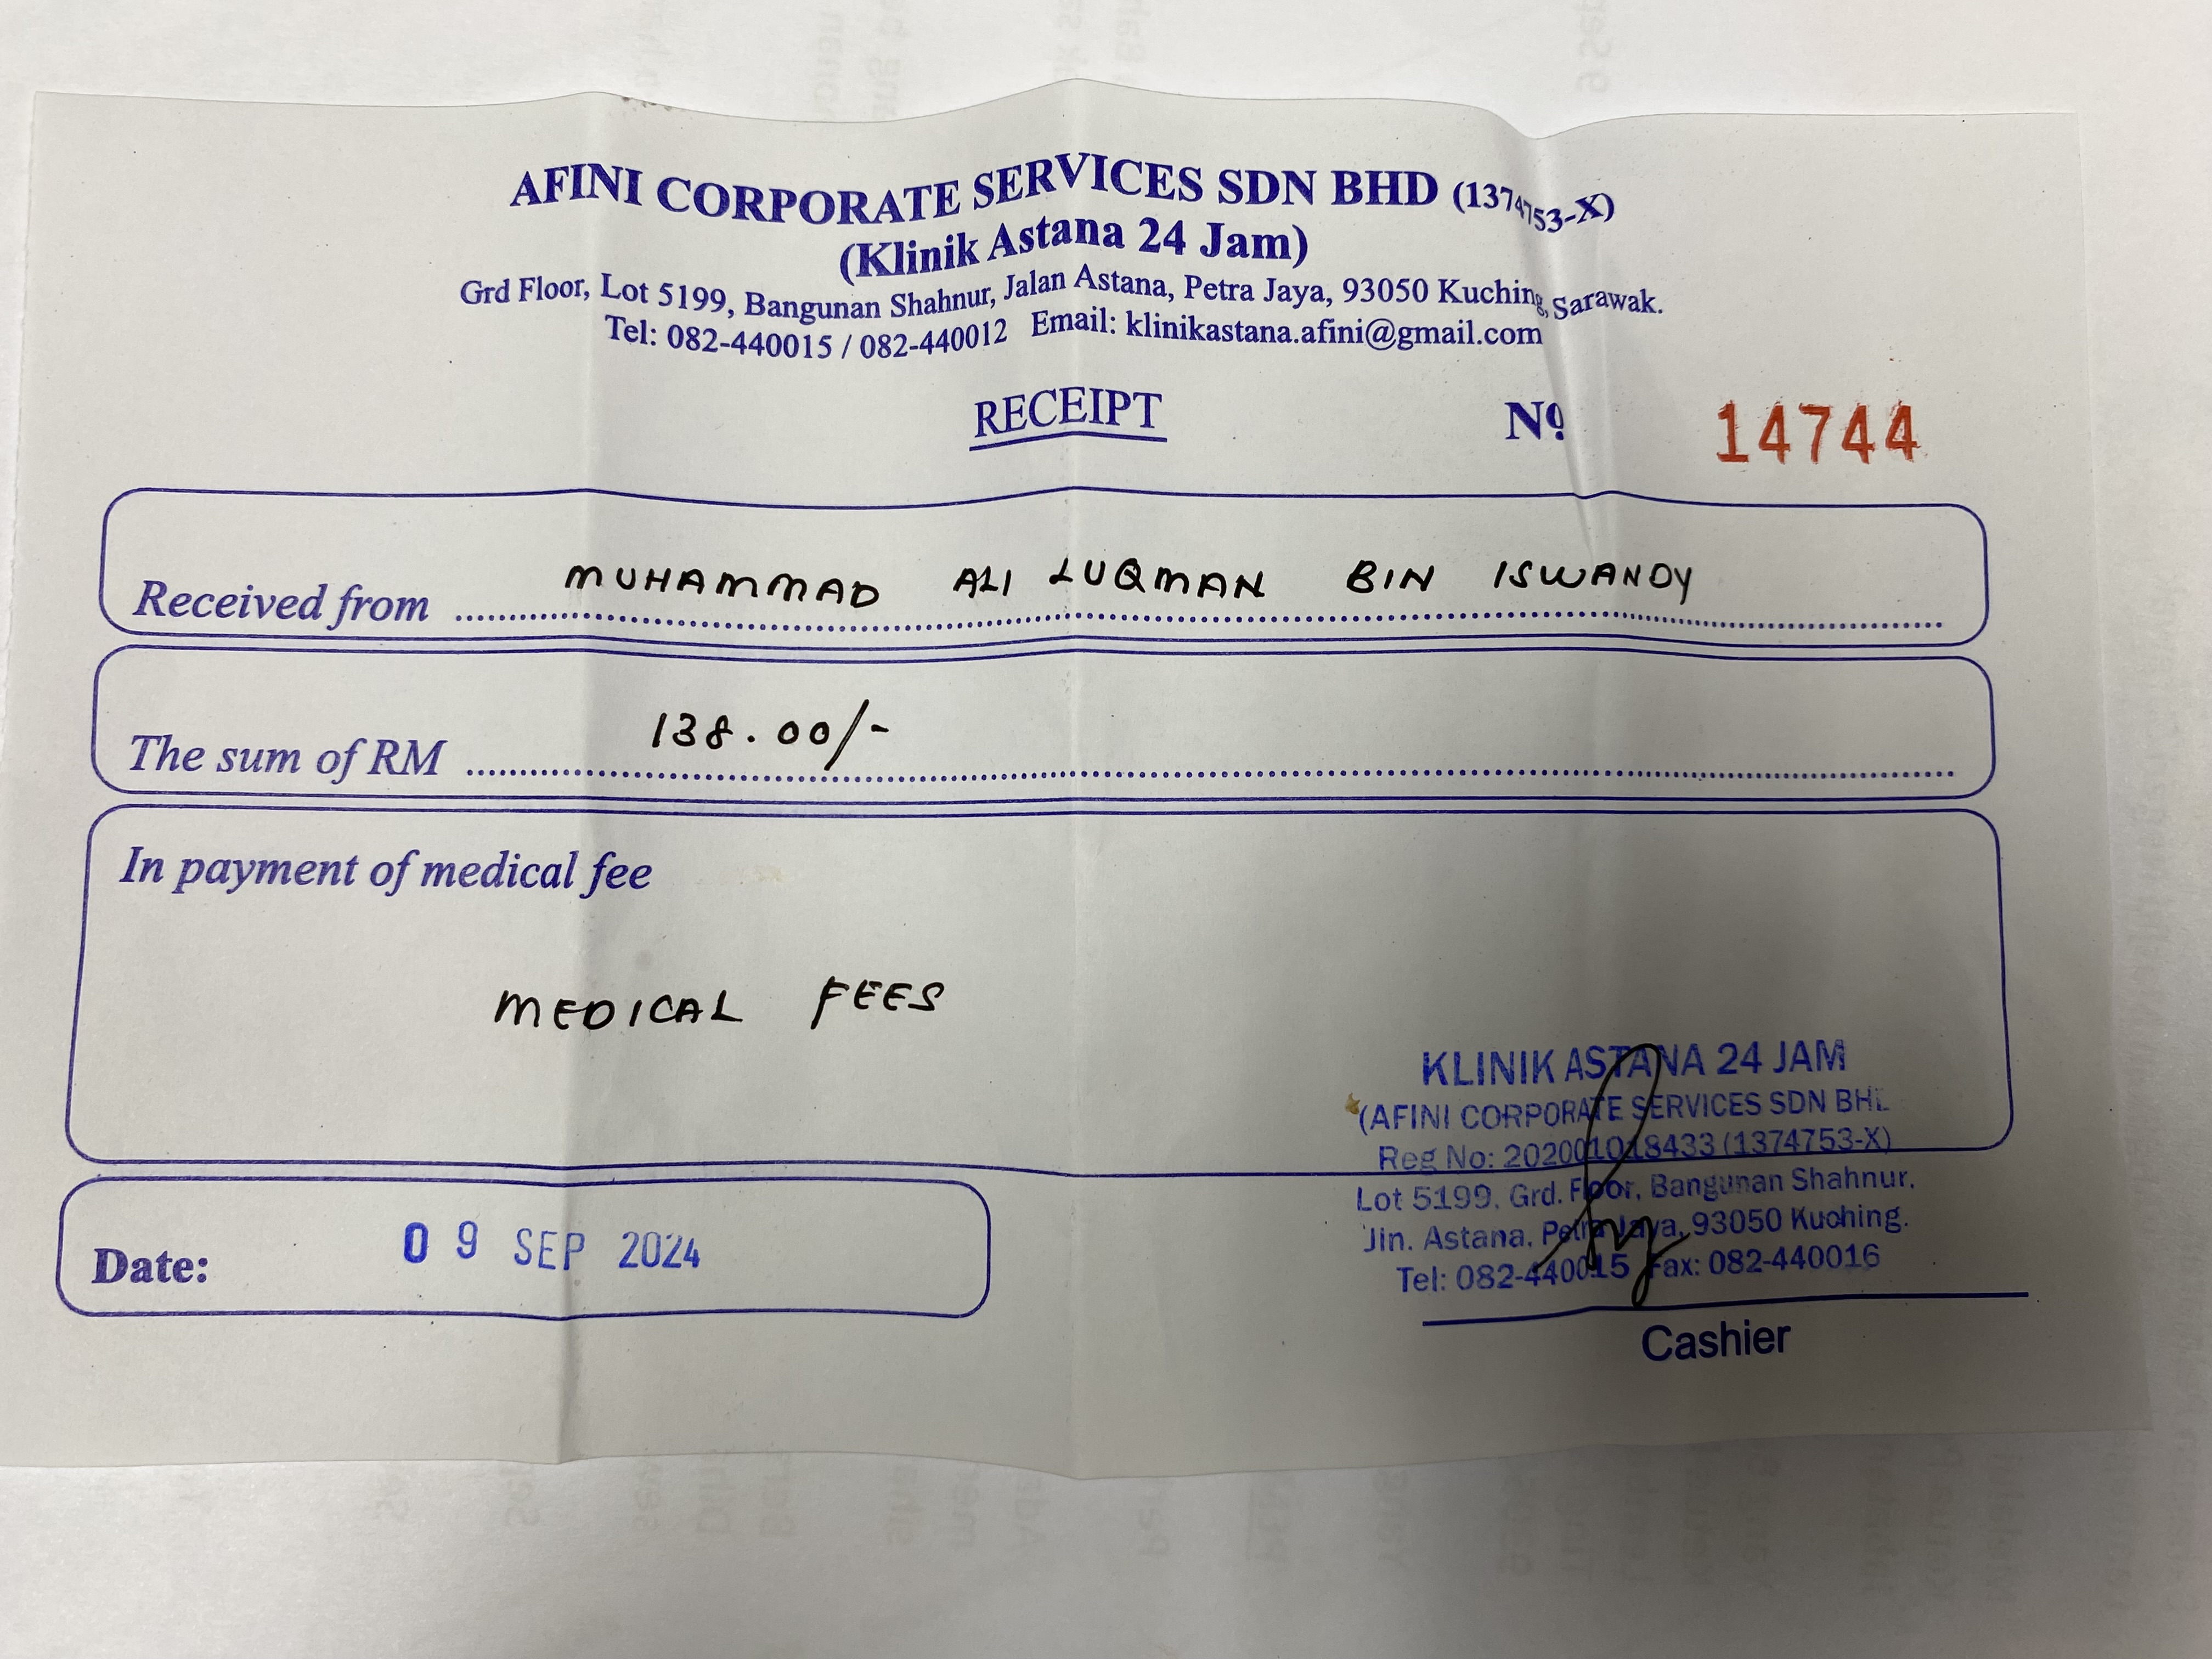 AFINI CORPORATE SERVICES SDN BHD (1374753-X)
(Klinik Astana 24 Jam)
Grd Floor, Lot 5199, Bangunan Shahnur, Jalan Astana, Petra Jaya, 93050 Kuching, Sarawak.
Tel: 082-440015 / 082-440012 Email: klinikastana.afini@gmail.com
RECEIPT
No 14744
Received from MUHAMMAD ALI LUQMAN BIN ISWANDY
The sum of RM 138.00/-
In payment of medical fee
MEDICAL FEES
KLINIK ASTANA 24 JAM
(AFINI CORPORATE SERVICES SDN BHD
Reg No: 202001018433 (1374753-X)
Lot 5199, Grd. Floor, Bangunan Shahnur,
Jln. Astana, Petra Jaya, 93050 Kuching.
Tel: 082-440015 Fax: 082-440016
Date: 09 SEP 2024
Cashier